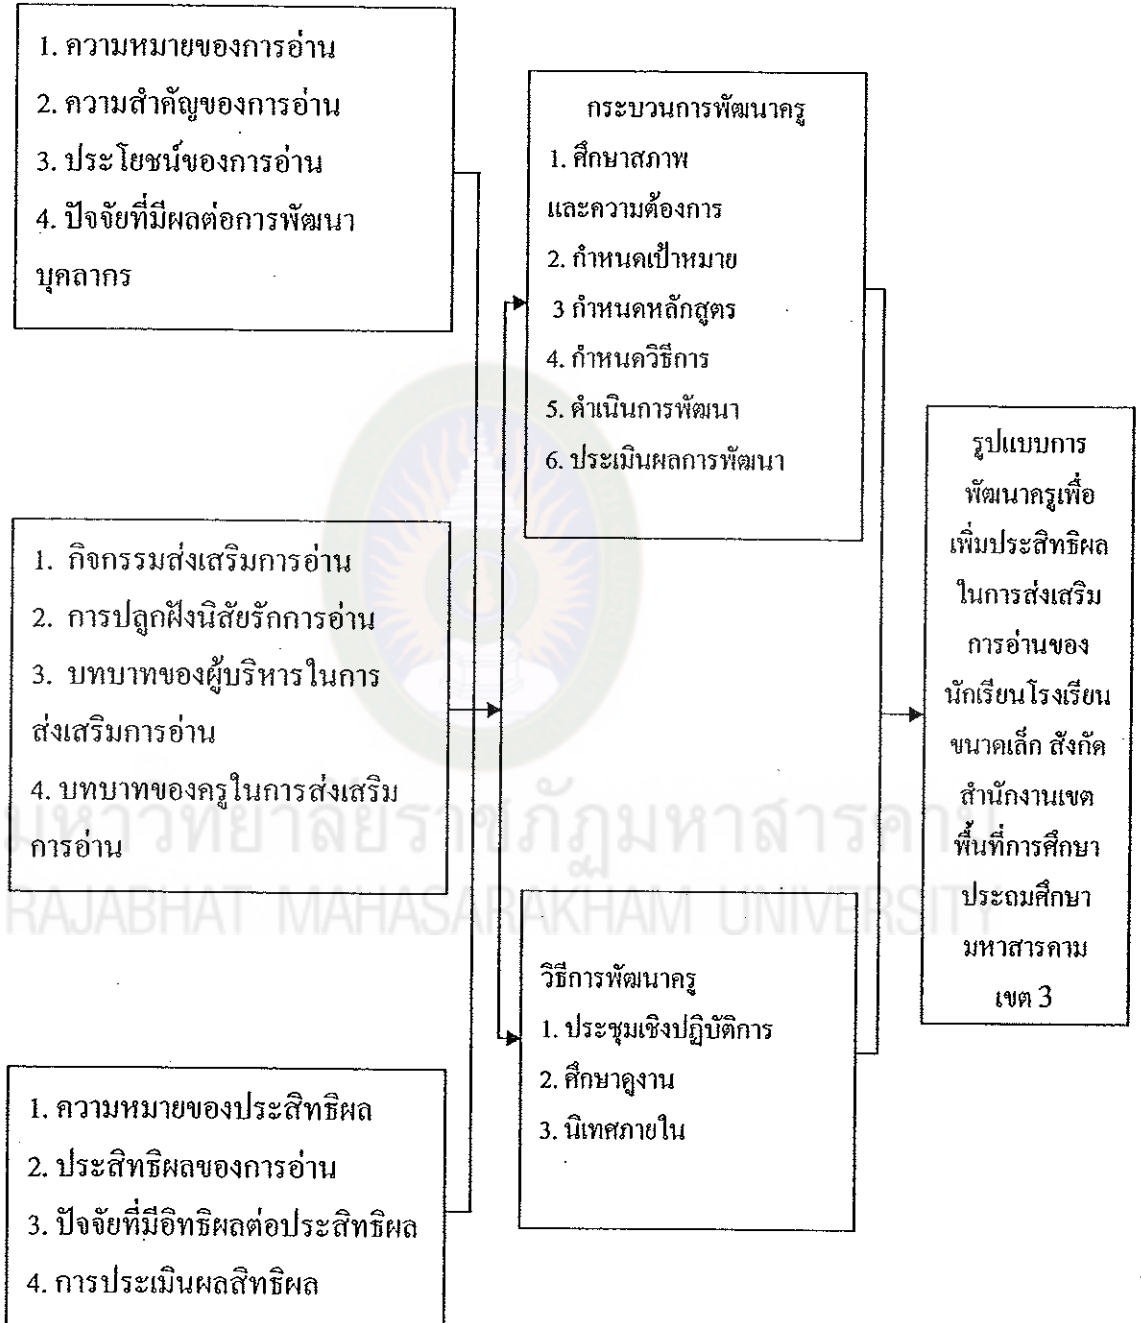 1. ความหมายของการอ่าน
2. ความสำคัญของการอ่าน
3. ประโยชน์ของการอ่าน
4. ปัจจัยที่มีผลต่อการพัฒนา
บุคลากร
1. กิจกรรมส่งเสริมการอ่าน
2. การปลูกฝังนิสัยรักการอ่าน
3. บทบาทของผู้บริหารในการ
ส่งเสริมการอ่าน
4. บทบาทของครูในการส่งเสริม
การอ่าน
1. ความหมายของประสิทธิผล
2. ประสิทธิผลของการอ่าน
3. ปัจจัยที่มีอิทธิผลต่อประสิทธิผล
4. การประเมินผลสิทธิผล
กระบวนการพัฒนาครู
1. ศึกษาสภาพ
และความต้องการ
2. กำหนดเป้าหมาย
3 กำหนดหลักสูตร
4. กำหนดวิธีการ
5. ดำเนินการพัฒนา
6. ประเมินผลการพัฒนา
วิธีการพัฒนาครู
1. ประชุมเชิงปฏิบัติการ
2. ศึกษาดูงาน
3. นิเทศภายใน
รูปแบบการ
พัฒนาครูเพื่อ
เพิ่มประสิทธิผล
ในการส่งเสริม
การอ่านของ
นักเรียนโรงเรียน
ขนาดเล็ก สังกัด
สำนักงานเขต
พื้นที่การศึกษา
ประถมศึกษา
มหาสารคาม
เขต 3
มหาวิทยาลัยราชภัฏมหาสารคาม
RAJABHAT MAHASARAKHAM UNIVERSITY